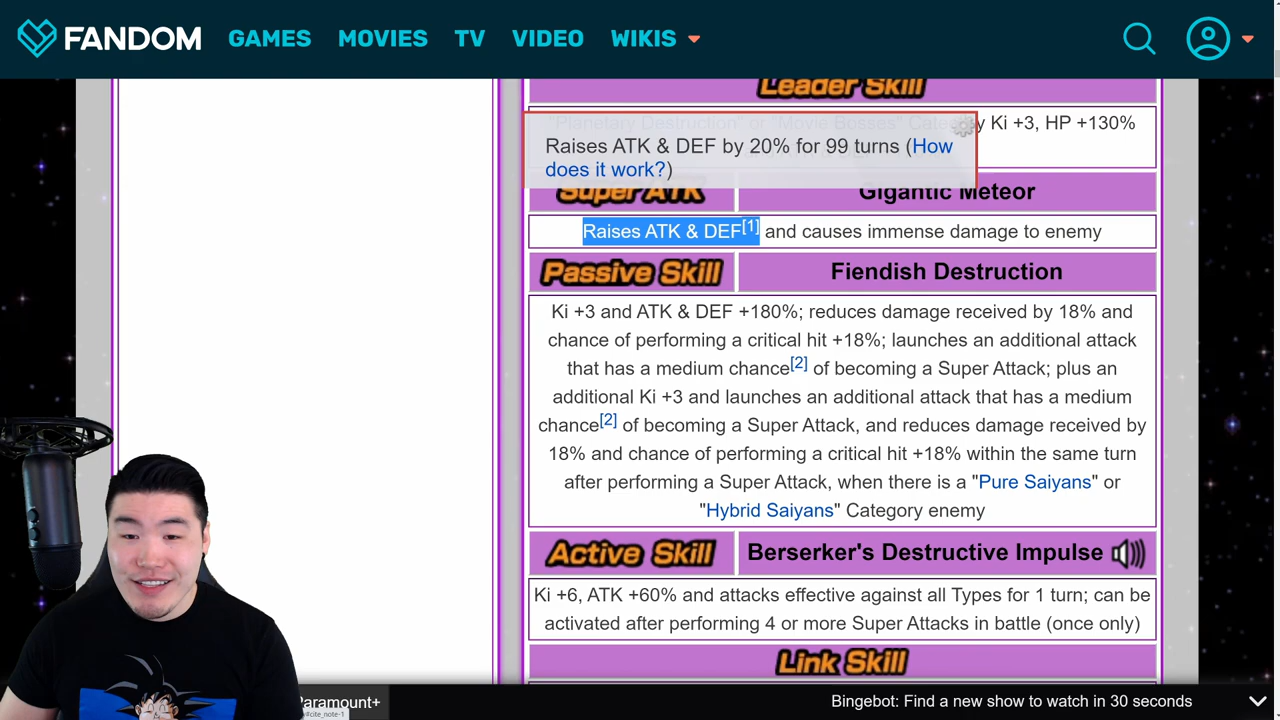 FANDOM GAMES MOVIES TV VIDEO WIKIS
Leader Skill
"Planetary Destruction" or "Movie Bosses" Category Ki +3, HP +130%
Raises ATK & DEF by 20% for 99 turns (How
does it work?)
Super ATK Gigantic Meteor
Raises ATK & DEF[1] and causes immense damage to enemy
Passive Skill Fiendish Destruction
Ki +3 and ATK & DEF +180%; reduces damage received by 18% and
chance of performing a critical hit +18%; launches an additional attack
that has a medium chance[2] of becoming a Super Attack; plus an
additional Ki +3 and launches an additional attack that has a medium
chance[2] of becoming a Super Attack, and reduces damage received by
18% and chance of performing a critical hit +18% within the same turn
after performing a Super Attack, when there is a "Pure Saiyans" or
"Hybrid Saiyans" Category enemy
Active Skill Berserker's Destructive Impulse
Ki +6, ATK +60% and attacks effective against all Types for 1 turn; can be
activated after performing 4 or more Super Attacks in battle (once only)
Link Skill
Paramount+ Bingebot: Find a new show to watch in 30 seconds
y#cite_note-1